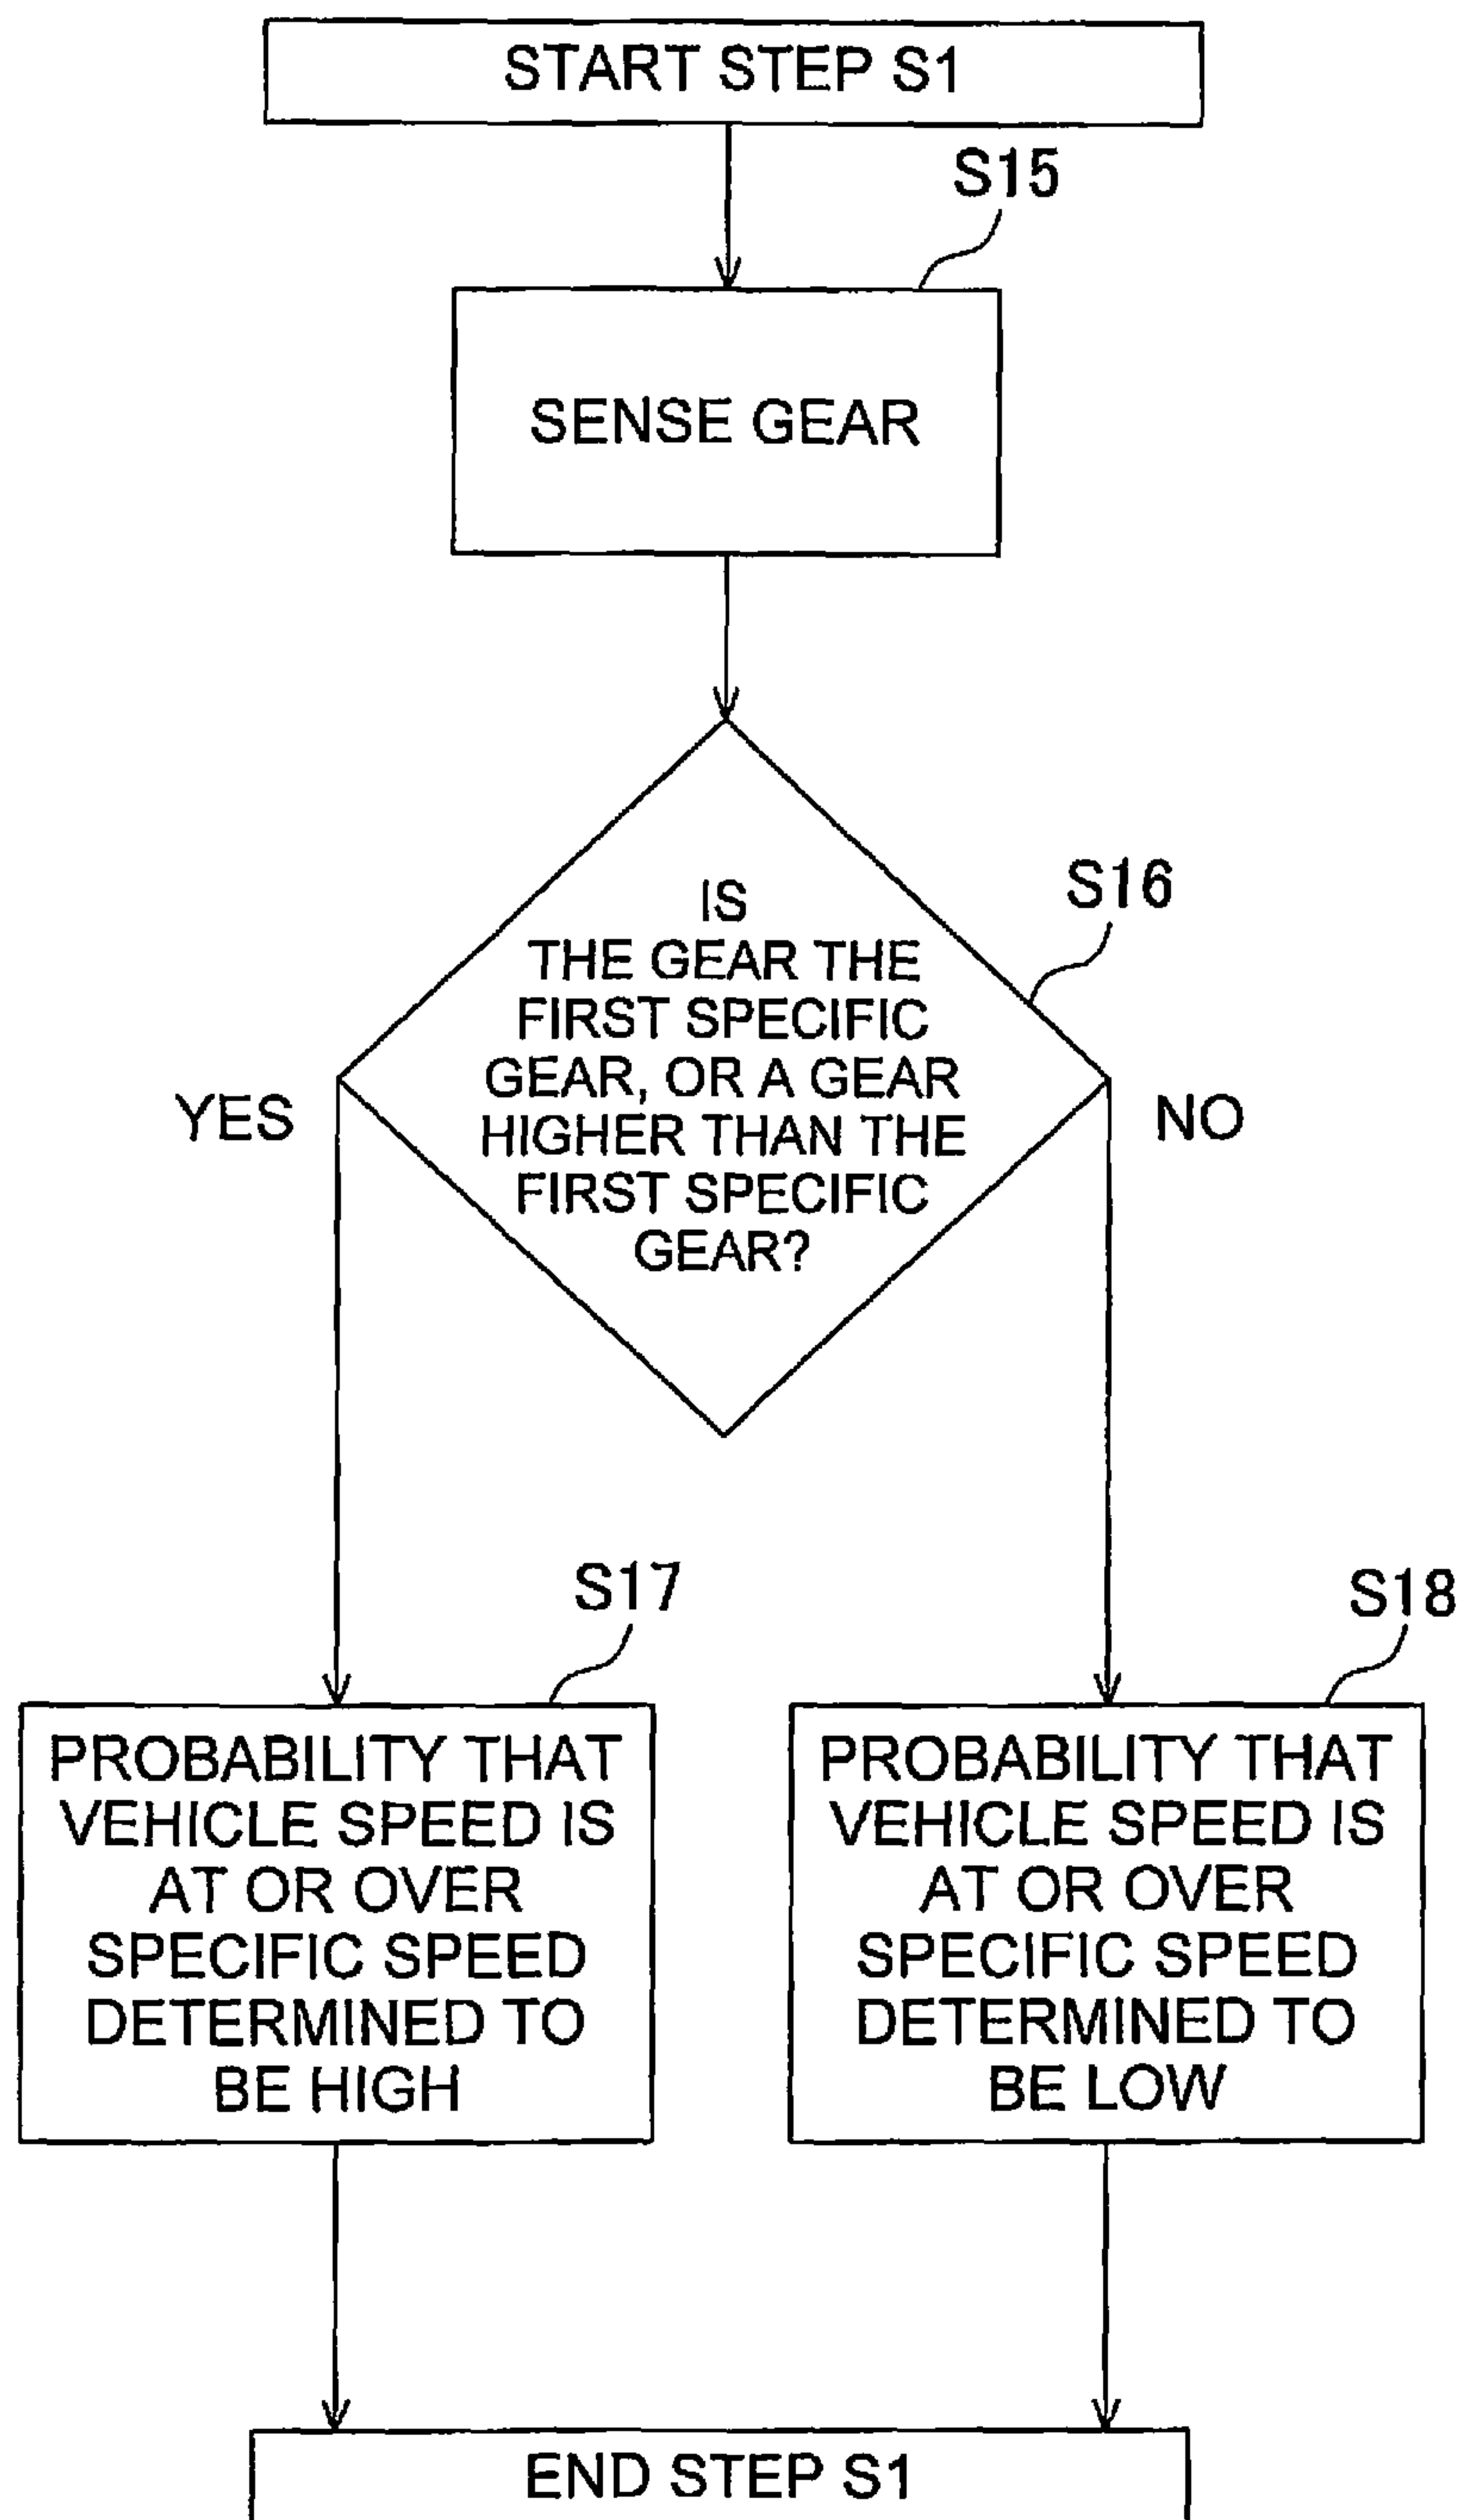 START STEP S1
S15
SENSE GEAR
S16
IS
THE GEAR THE
FIRST SPECIFIC
GEAR, OR A GEAR
HIGHER THAN THE
FIRST SPECIFIC
GEAR?
YES
NO
S17
PROBABILITY THAT
VEHICLE SPEED IS
AT OR OVER
SPECIFIC SPEED
DETERMINED TO
BE HIGH
S18
PROBABILITY THAT
VEHICLE SPEED IS
AT OR OVER
SPECIFIC SPEED
DETERMINED TO
BE LOW
END STEP S1